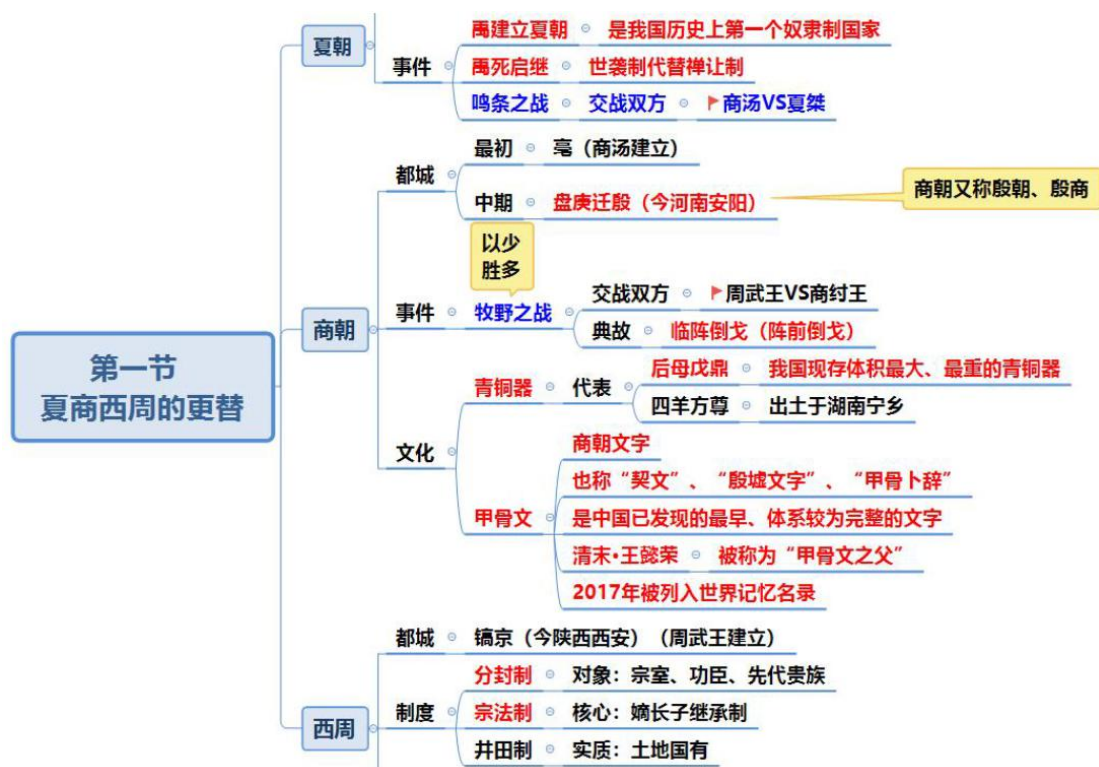 第一节
夏商西周的更替
夏朝
事件
禹建立夏朝
是我国历史上第一个奴隶制国家
禹死启继
世袭制代替禅让制
鸣条之战
交战双方
商汤VS夏桀
商朝
都城
最初
亳（商汤建立）
中期
盘庚迁殷（今河南安阳）
商朝又称殷朝、殷商
事件
以少
胜多
牧野之战
交战双方
周武王VS商纣王
典故
临阵倒戈（阵前倒戈）
文化
青铜器
代表
后母戊鼎
我国现存体积最大、最重的青铜器
四羊方尊
出土于湖南宁乡
甲骨文
商朝文字
也称“契文”、“殷墟文字”、“甲骨卜辞”
是中国已发现的最早、体系较为完整的文字
清末·王懿荣
被称为“甲骨文之父”
2017年被列入世界记忆名录
西周
都城
镐京（今陕西西安）（周武王建立）
制度
分封制
对象：宗室、功臣、先代贵族
宗法制
核心：嫡长子继承制
井田制
实质：土地国有